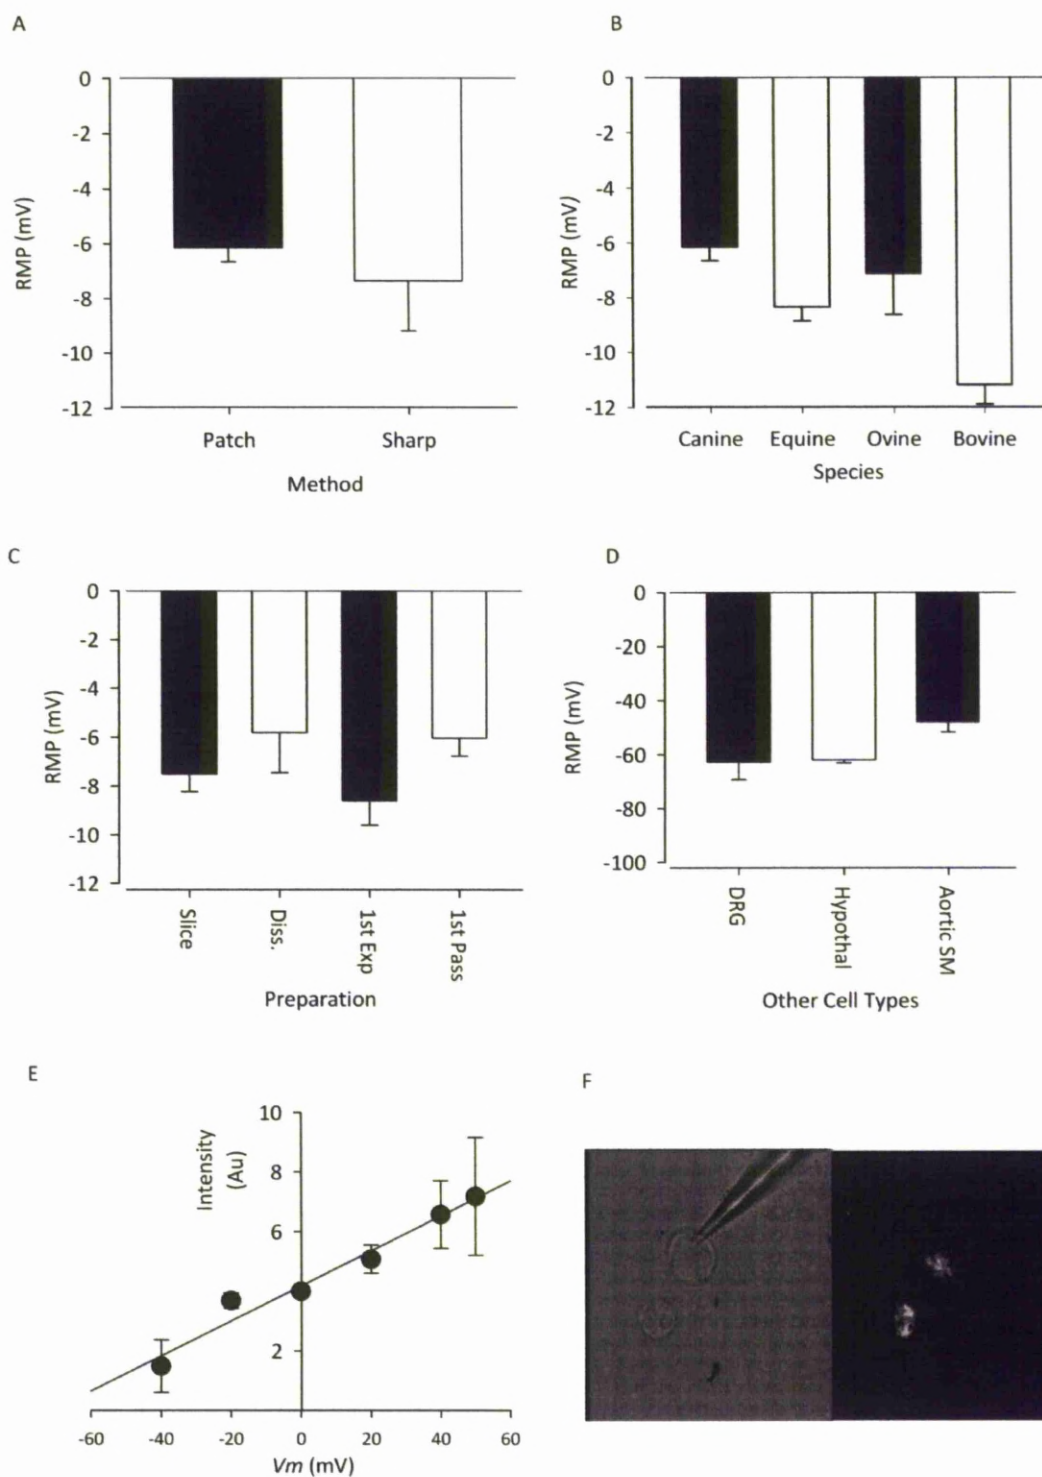 A
0
-2
-4
-6
-8
-10
-12
RMP (mV)
Patch Sharp
Method
B
0
-2
-4
-6
-8
-10
-12
RMP (mV)
Canine Equine Ovine Bovine
Species
C
0
-2
-4
-6
-8
-10
-12
RMP (mV)
Slice
Diss.
1st Exp
1st Pass
Preparation
D
0
-20
-40
-60
-80
-100
RMP (mV)
DRG
Hypothal
Aortic SM
Other Cell Types
E
Intensity
(Au)
10
8
6
2
-60 -40 -20 0 20 40 60
Vm (mV)
F